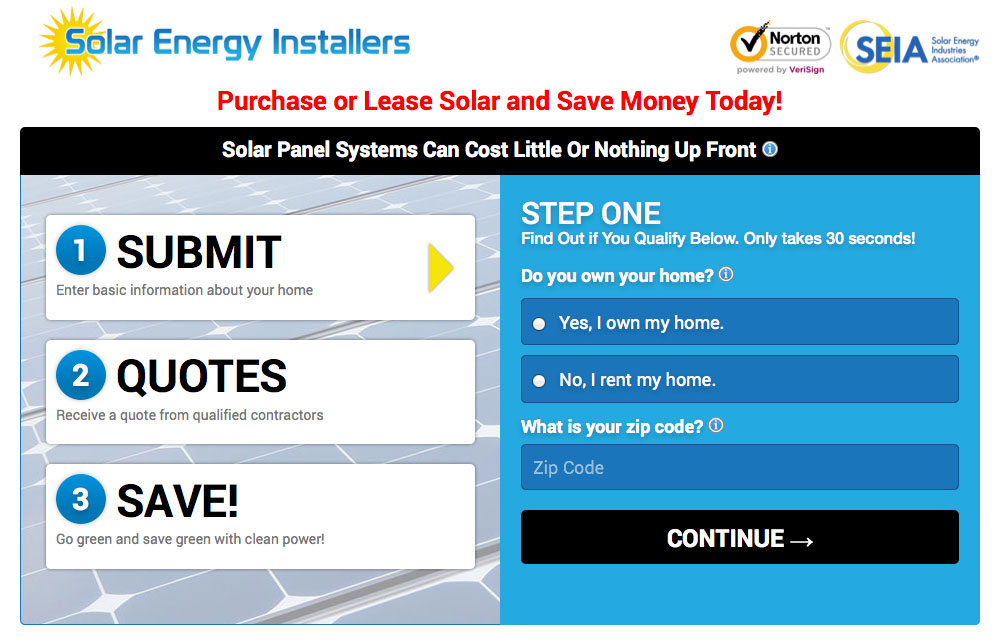 Solar Energy Installers
Norton
SECURED
powered by VeriSign
SEIA
Solar Energy
Industries
Association®
Purchase or Lease Solar and Save Money Today!
Solar Panel Systems Can Cost Little Or Nothing Up Front
1 SUBMIT
Enter basic information about your home
2 QUOTES
Receive a quote from qualified contractors
3 SAVE!
Go green and save green with clean power!
STEP ONE
Find Out if You Qualify Below. Only takes 30 seconds!
Do you own your home?
Yes, I own my home.
No, I rent my home.
What is your zip code?
Zip Code
CONTINUE→